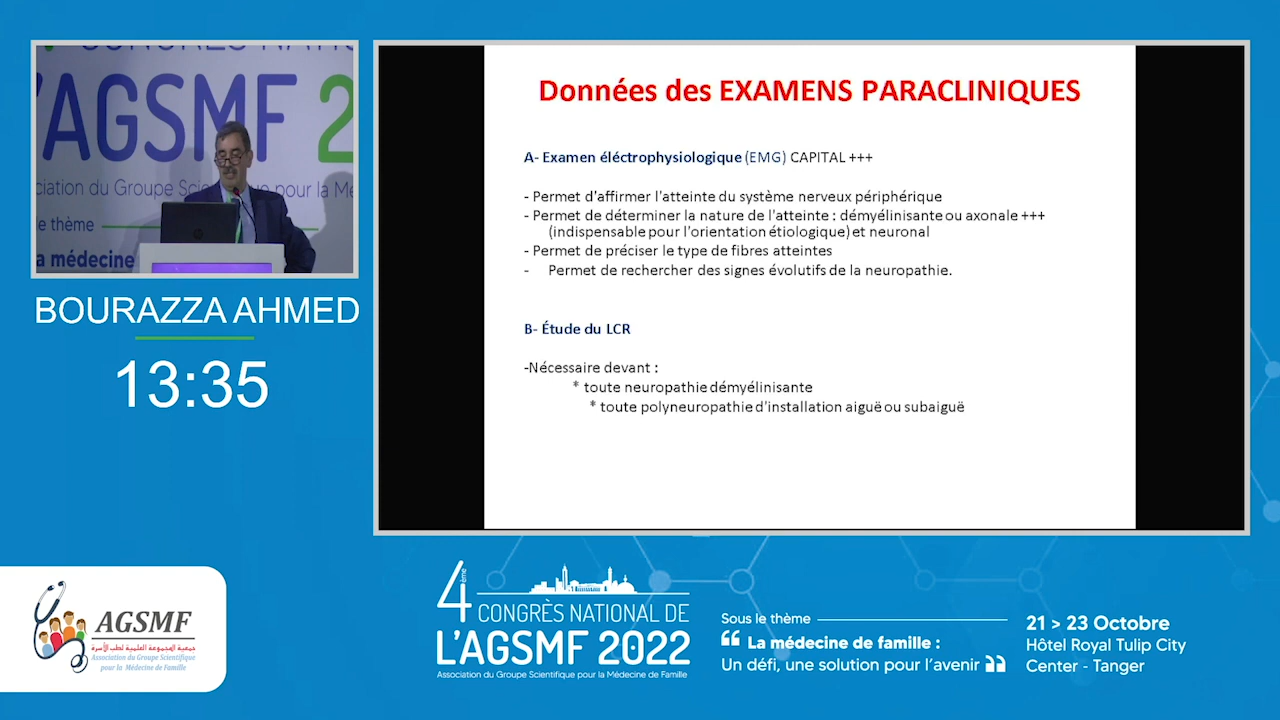 CONGRÈS NATI
L'AGSMF 2
ciation du Groupe Scientifique pour la Mé
e thème
a médecine
BOURAZZA AHMED
13:35
Données des EXAMENS PARACLINIQUES
A- Examen éléctrophysiologique (EMG) CAPITAL +++
- Permet d'affirmer l'atteinte du système nerveux périphérique
- Permet de déterminer la nature de l'atteinte : démyélinisante ou axonale +++
(indispensable pour l'orientation étiologique) et neuronal
- Permet de préciser le type de fibres atteintes
- Permet de rechercher des signes évolutifs de la neuropathie.
B- Étude du LCR
-Nécessaire devant :
* toute neuropathie démyélinisante
* toute polyneuropathie d'installation aiguë ou subaiguë
AGSMF
جمعية المجموعة العلمية لطب الأسرة
Association du Groupe Scientifique
pour la Médecine de Famille
4ème
CONGRÈS NATIONAL DE
L'AGSMF 2022
Association du Groupe Scientifique pour la Médecine de Famille
Sous le thème
“ La médecine de famille :
Un défi, une solution pour l'avenir ”
21 > 23 Octobre
Hôtel Royal Tulip City
Center - Tanger